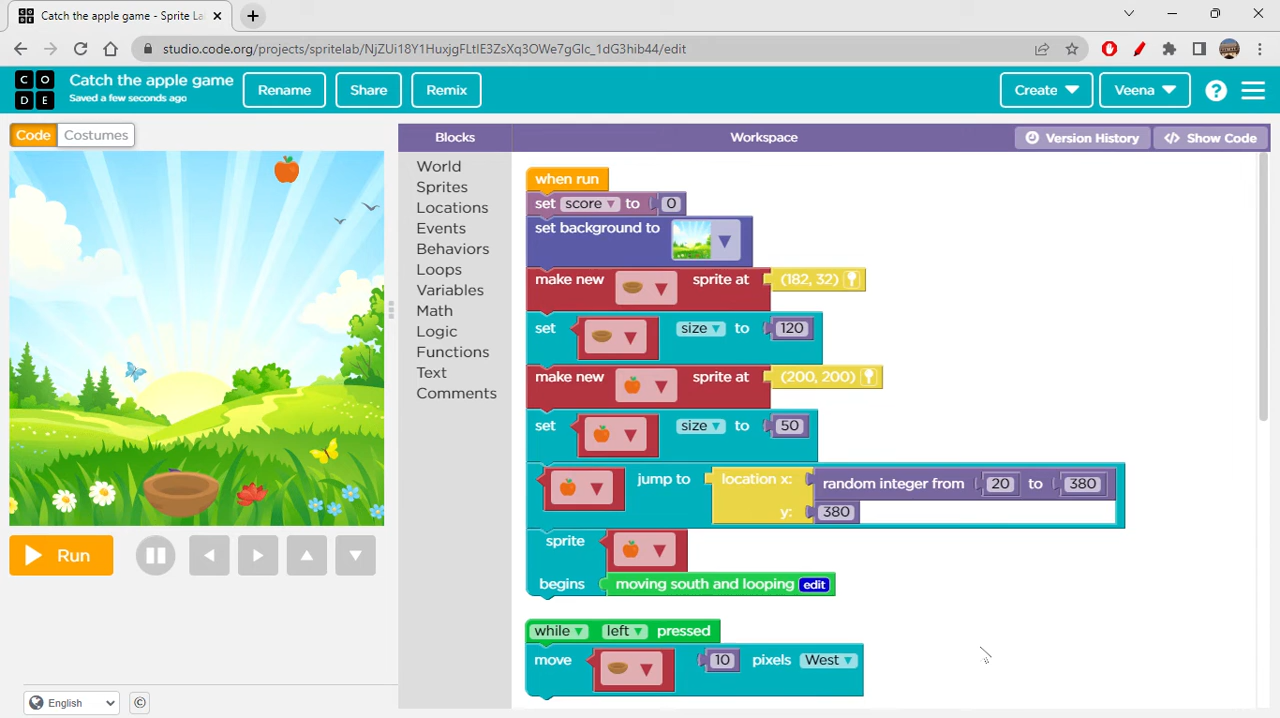 Catch the apple game - Sprite La
studio.code.org/projects/spritelab/NjZUi18Y1HuxjgFLtIE3ZsXq3OWe7gGlc_1dG3hib44/edit
C O
D E
Catch the apple game
Saved a few seconds ago
Rename
Share
Remix
Create
Veena
?
Code
Costumes
Blocks
Workspace
Version History
</> Show Code
World
Sprites
Locations
Events
Behaviors
Loops
Variables
Math
Logic
Functions
Text
Comments
when run
set score to 0
set background to
make new sprite at (182, 32)
set size to 120
make new sprite at (200, 200)
set size to 50
jump to location x: random integer from 20 to 380
y: 380
sprite
begins moving south and looping edit
while left pressed
move 10 pixels West
Run
English
©